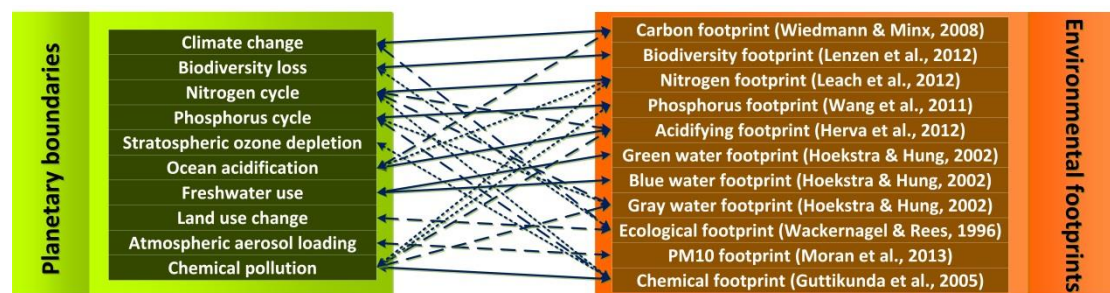 Planetary boundaries
Climate change
Biodiversity loss
Nitrogen cycle
Phosphorus cycle
Stratospheric ozone depletion
Ocean acidification
Freshwater use
Land use change
Atmospheric aerosol loading
Chemical pollution
Carbon footprint (Wiedmann & Minx, 2008)
Biodiversity footprint (Lenzen et al., 2012)
Nitrogen footprint (Leach et al., 2012)
Phosphorus footprint (Wang et al., 2011)
Acidifying footprint (Herva et al., 2012)
Green water footprint (Hoekstra & Hung, 2002)
Blue water footprint (Hoekstra & Hung, 2002)
Gray water footprint (Hoekstra & Hung, 2002)
Ecological footprint (Wackernagel & Rees, 1996)
PM10 footprint (Moran et al., 2013)
Chemical footprint (Guttikunda et al., 2005)
Environmental footprints